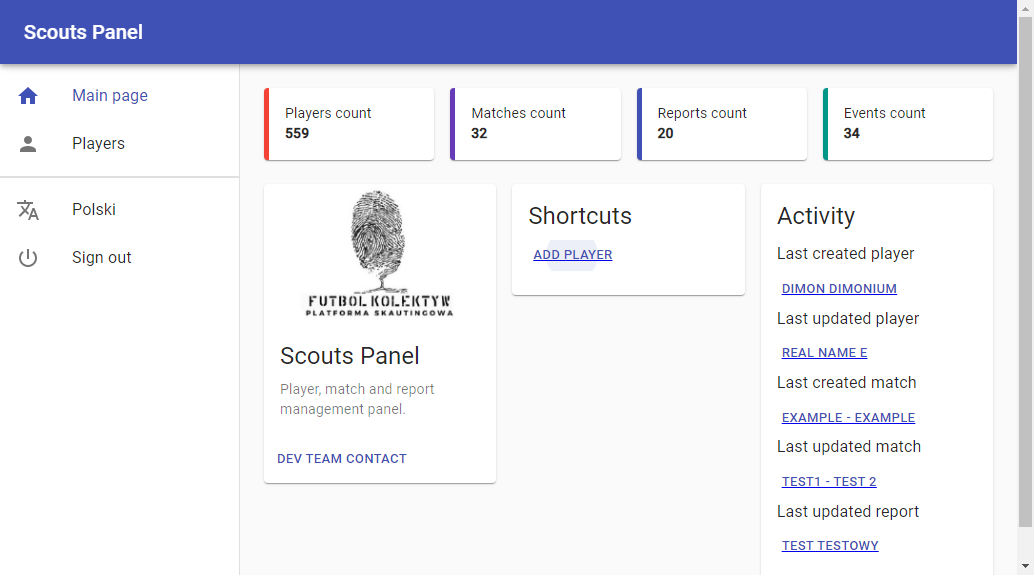 Scouts Panel
Main page
Players
Polski
Sign out
Players count
559
Matches count
32
Reports count
20
Events count
34
FUTBOL KOLEKTYW
PLATFORMA SKAUTINGOWA
Scouts Panel
Player, match and report
management panel.
DEV TEAM CONTACT
Shortcuts
ADD PLAYER
Activity
Last created player
DIMON DIMONIUM
Last updated player
REAL NAME E
Last created match
EXAMPLE - EXAMPLE
Last updated match
TEST1 - TEST 2
Last updated report
TEST TESTOWY